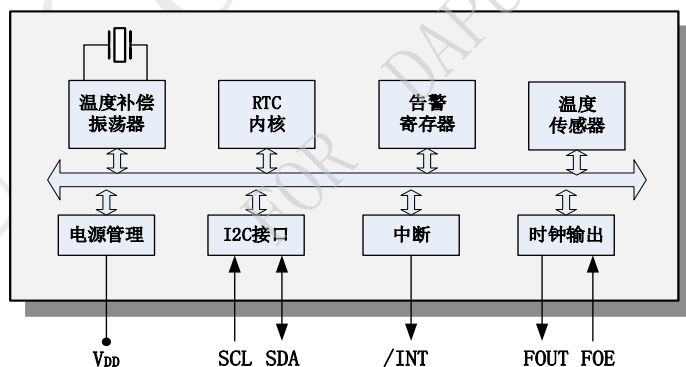 温度补偿
振荡器
RTC
内核
告警
寄存器
温度
传感器
电源管理
I2C接口
中断
时钟输出
VDD
SCL SDA
/INT
FOUT FOE
FOR DAPU